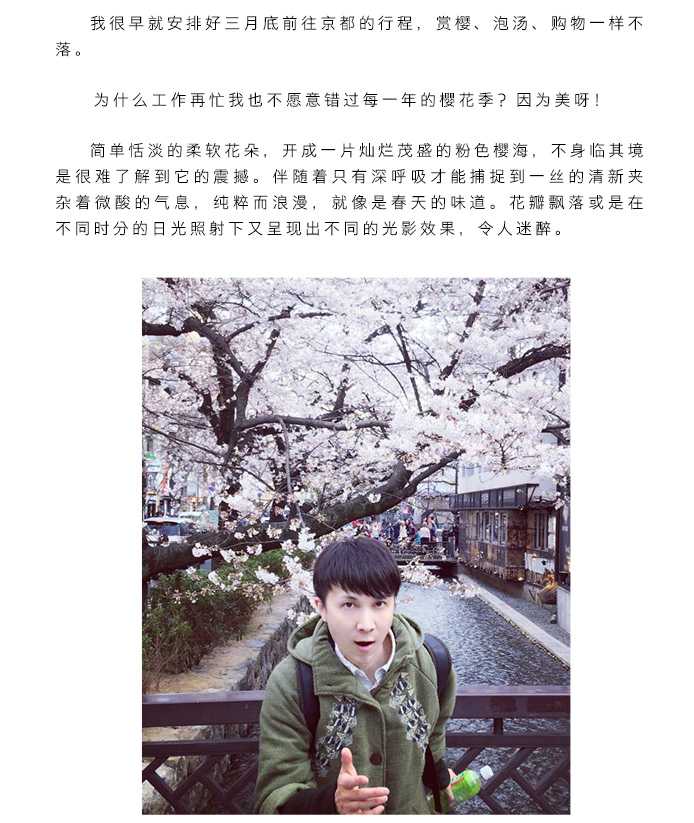 我很早就安排好三月底前往京都的行程，赏樱、泡汤、购物一样不
落。
为什么工作再忙我也不愿意错过每一年的樱花季？因为美呀！
简单恬淡的柔软花朵，开成一片灿烂茂盛的粉色樱海，不身临其境
是很难了解到它的震撼。伴随着只有深呼吸才能捕捉到一丝的清新夹
杂着微酸的气息，纯粹而浪漫，就像是春天的味道。花瓣飘落或是在
不同时分的日光照射下又呈现出不同的光影效果，令人迷醉。